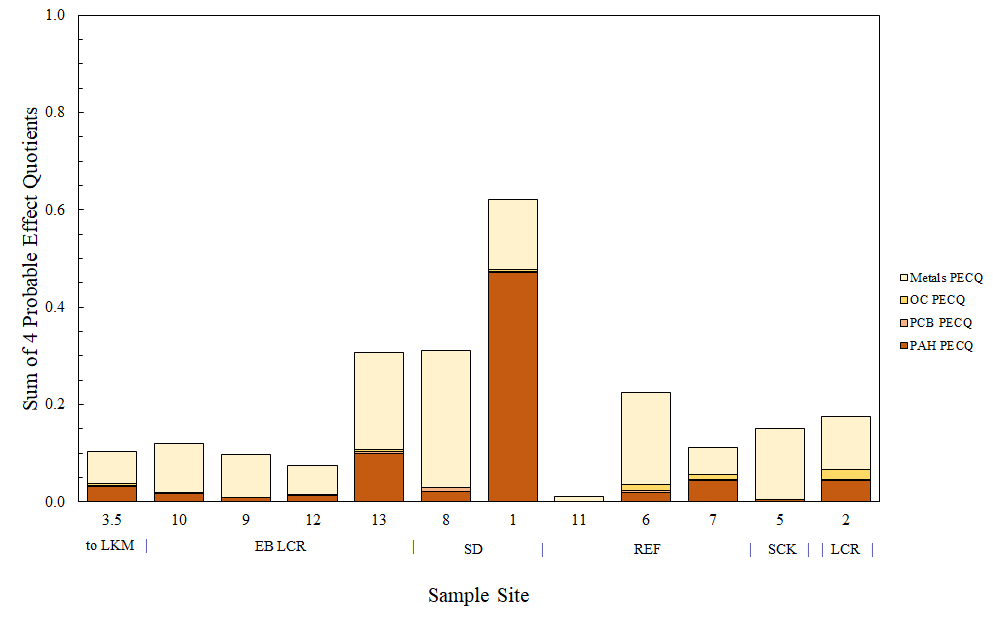 1.0
0.8
0.6
0.4
0.2
0.0
Sum of 4 Probable Effect Quotients
3.5 10 9 12 13 8 1 11 6 7 5 2
to LKM | EB LCR | SD | REF | SCK | | LCR |
Sample Site
Metals PECQ
OC PECQ
PCB PECQ
PAH PECQ